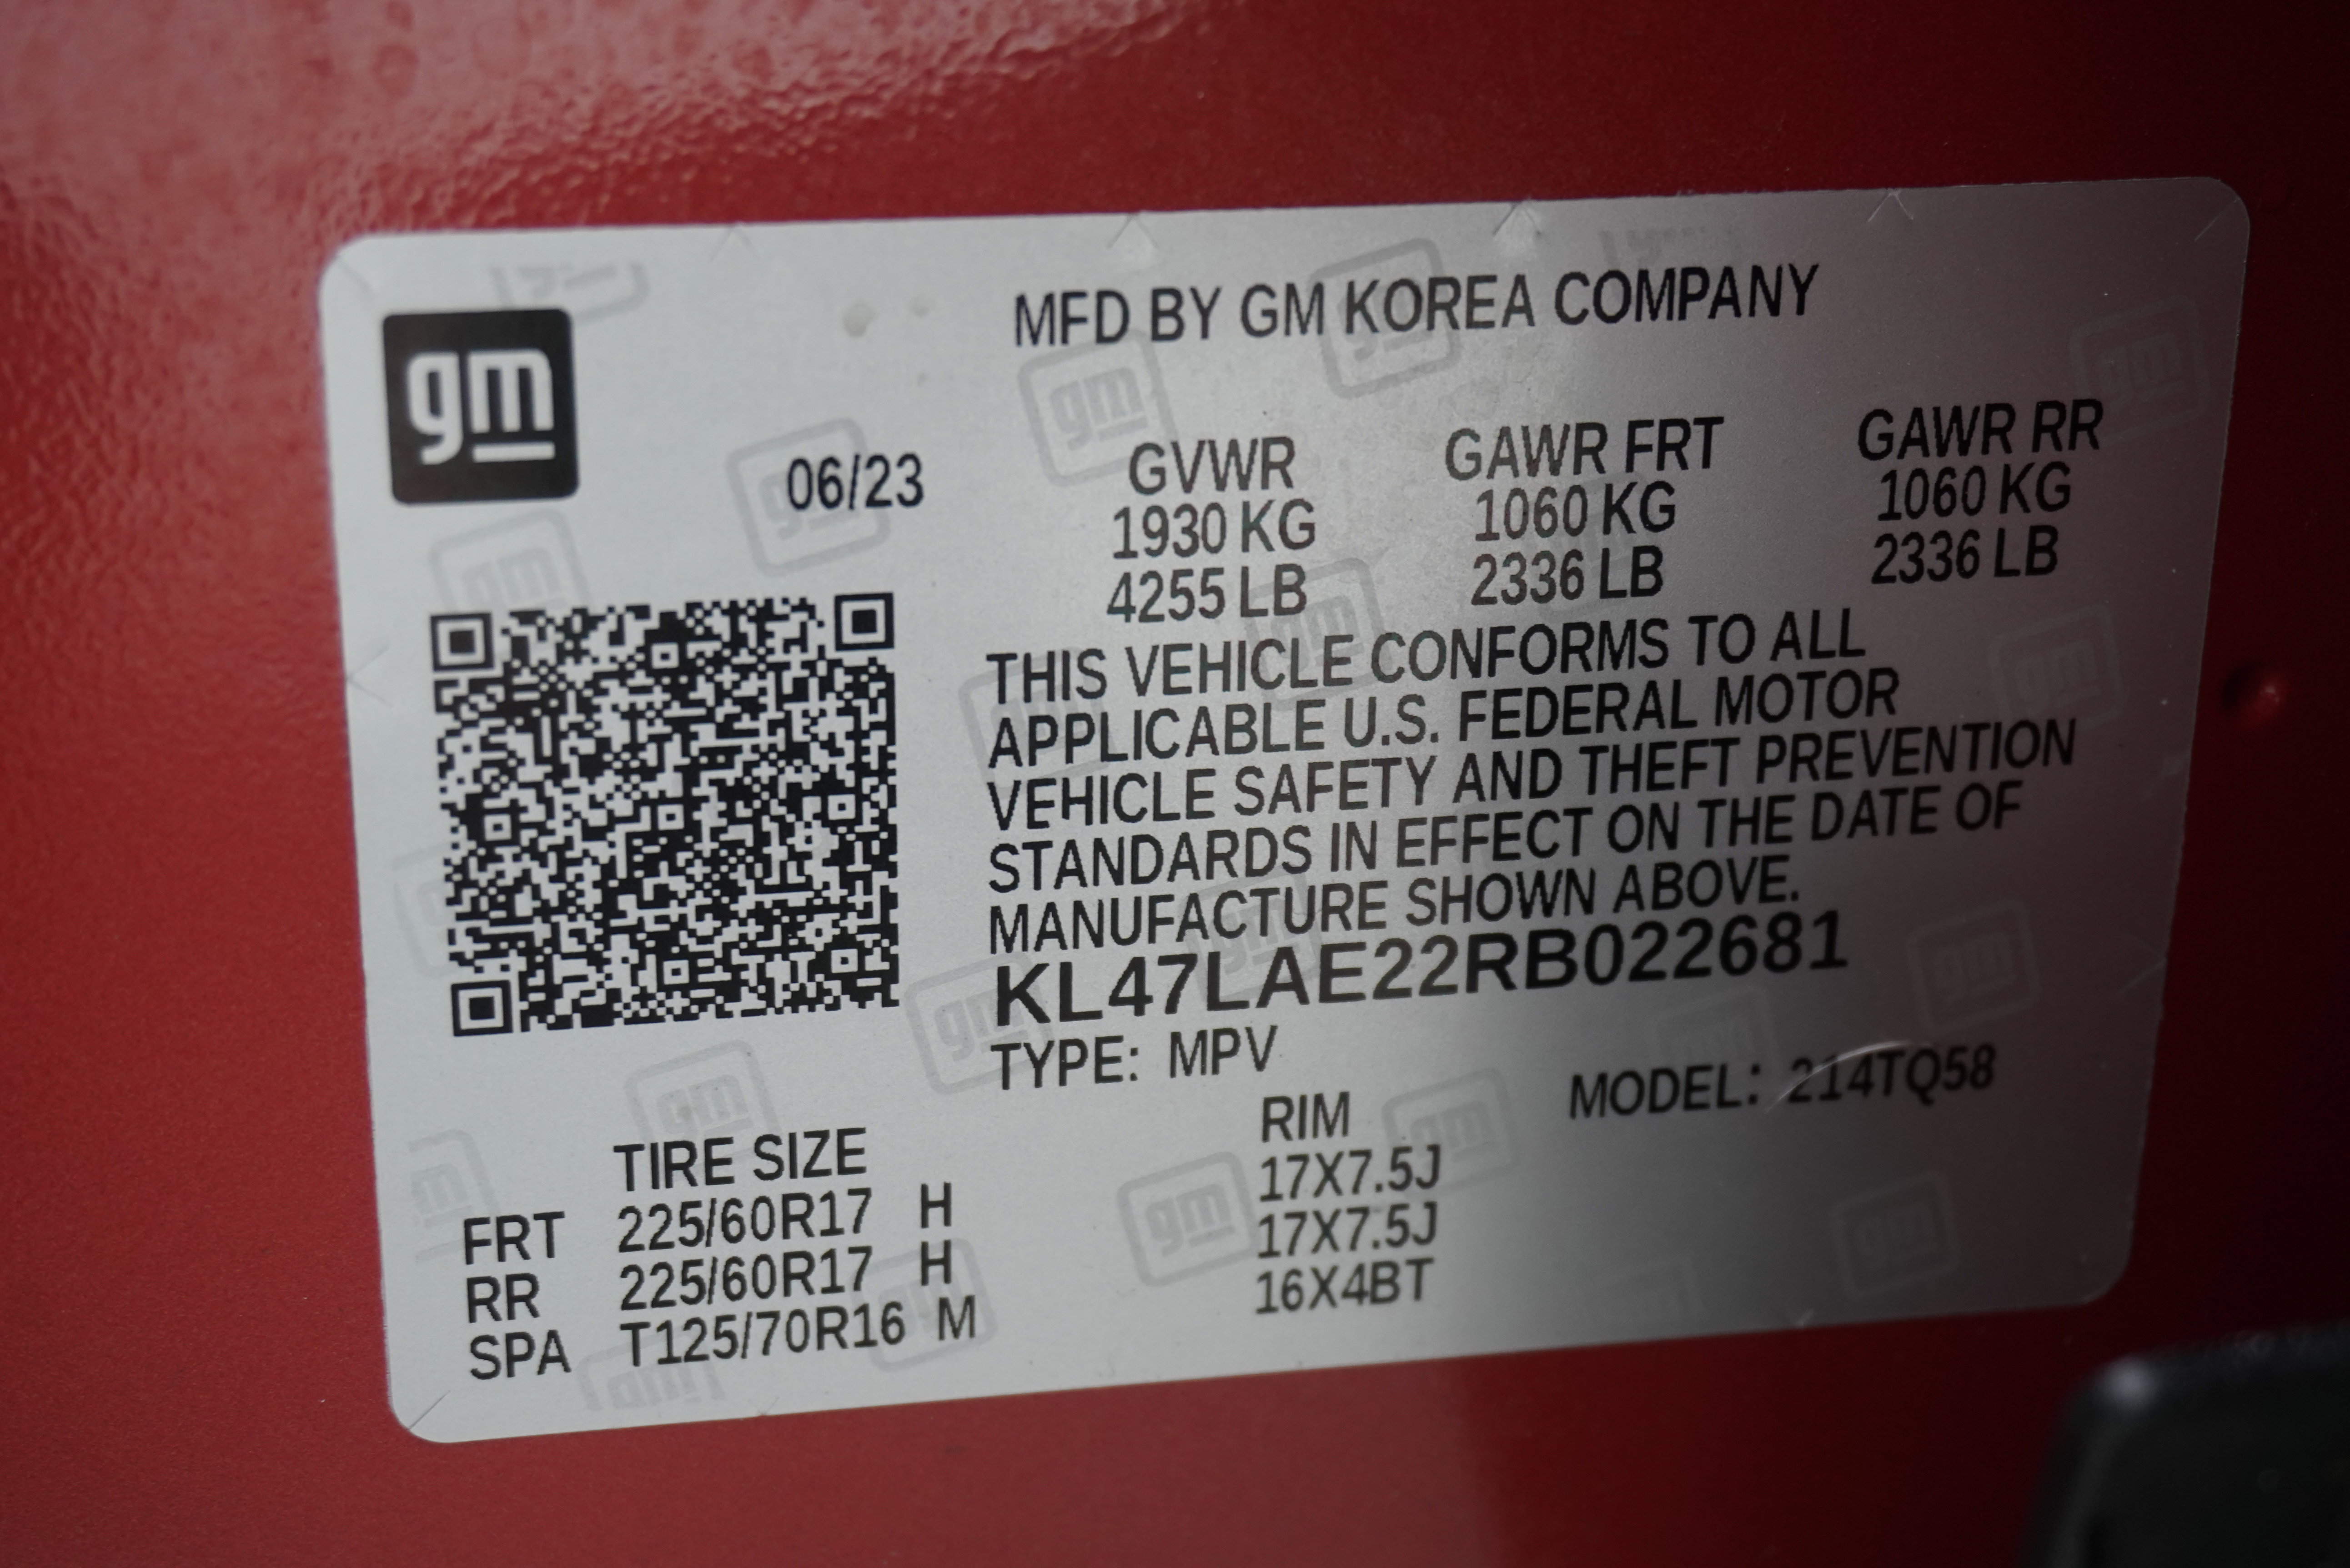 gm
MFD BY GM KOREA COMPANY
06/23
GVWR GAWR FRT GAWR RR
1930 KG 1060 KG 1060 KG
4255 LB 2336 LB 2336 LB
THIS VEHICLE CONFORMS TO ALL
APPLICABLE U.S. FEDERAL MOTOR
VEHICLE SAFETY AND THEFT PREVENTION
STANDARDS IN EFFECT ON THE DATE OF
MANUFACTURE SHOWN ABOVE.
KL47LAE22RB022681
TYPE: MPV MODEL: 214TQ58
TIRE SIZE RIM
FRT 225/60R17 H 17X7.5J
RR 225/60R17 H 17X7.5J
SPA T125/70R16 M 16X4BT